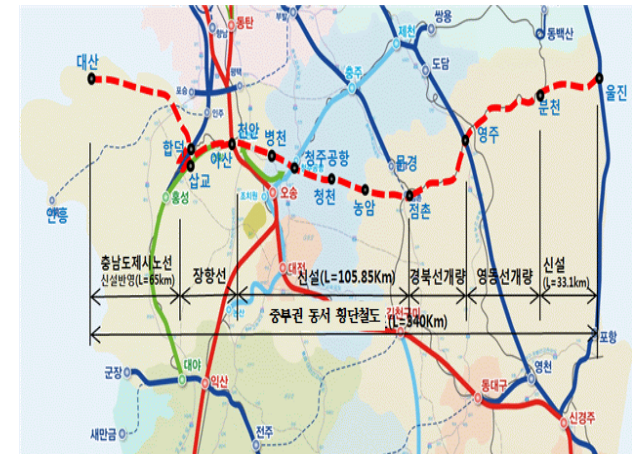 동탄
향남
쌍용
동백산
제천
대산
도담
평택
충주
울진
분천
인주
천안
병천
영주
합덕
아산
청주공항
문경
삽교
청천
홍성
조치원
오송
농암
점촌
안흥
충남도제시노선
신설반영(L=65km)
장항선
대전
신설(L=105.85Km)
경북선개량
영동선개량
신설
(L=33.1km)
논산
중부권 동서 횡단철도
김천구미
(L=340Km)
포항
군장
대야
익산
동대구
영천
신경주
새만금
전주